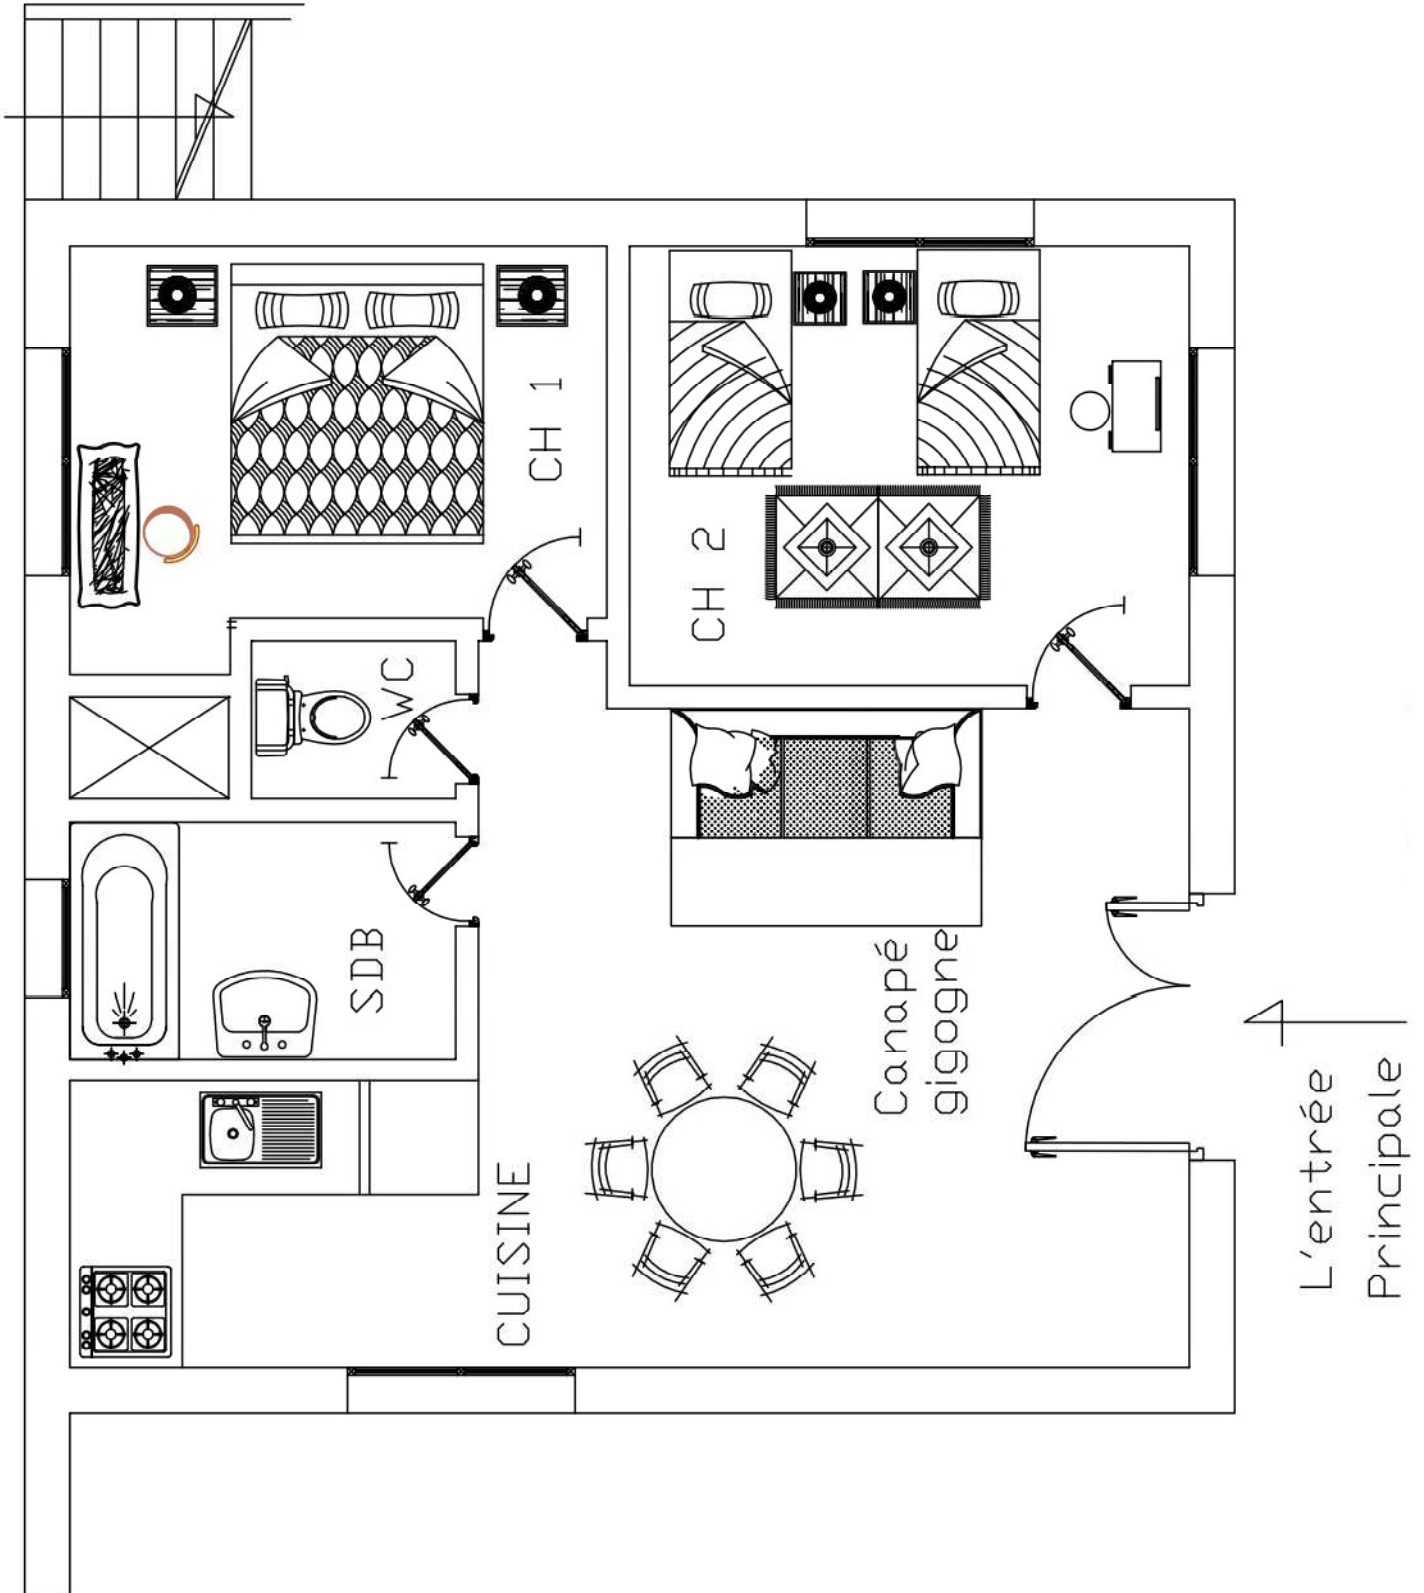 CH 1
CH 2
WC
SDB
Canapé
gigogne
CUISINE
L'entrée
Principale